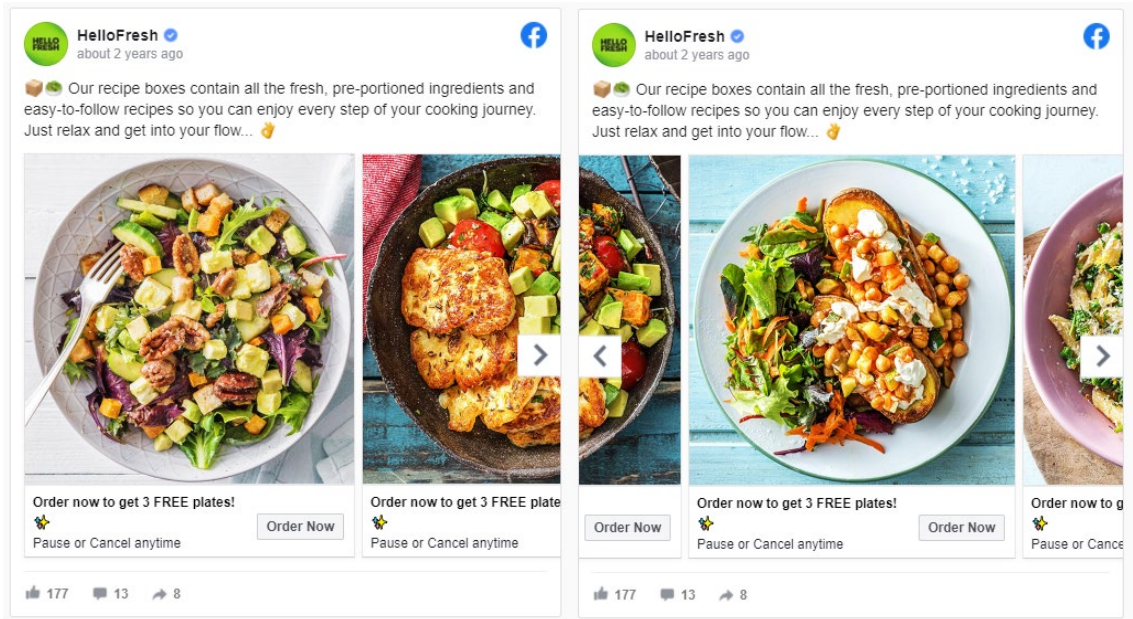 HelloFresh
about 2 years ago
HELLO
FRESH
📦🥬 Our recipe boxes contain all the fresh, pre-portioned ingredients and
easy-to-follow recipes so you can enjoy every step of your cooking journey.
Just relax and get into your flow... 👌
Order now to get 3 FREE plates!
✨
Order Now
Pause or Cancel anytime
Order now to get 3 FREE plate
✨
Pause or Cancel anytime
177 13 8
HelloFresh
about 2 years ago
HELLO
FRESH
📦🥬 Our recipe boxes contain all the fresh, pre-portioned ingredients and
easy-to-follow recipes so you can enjoy every step of your cooking journey.
Just relax and get into your flow... 👌
Order Now
Order now to get 3 FREE plates!
✨
Order Now
Pause or Cancel anytime
Order now to g
✨
Pause or Cance
177 13 8